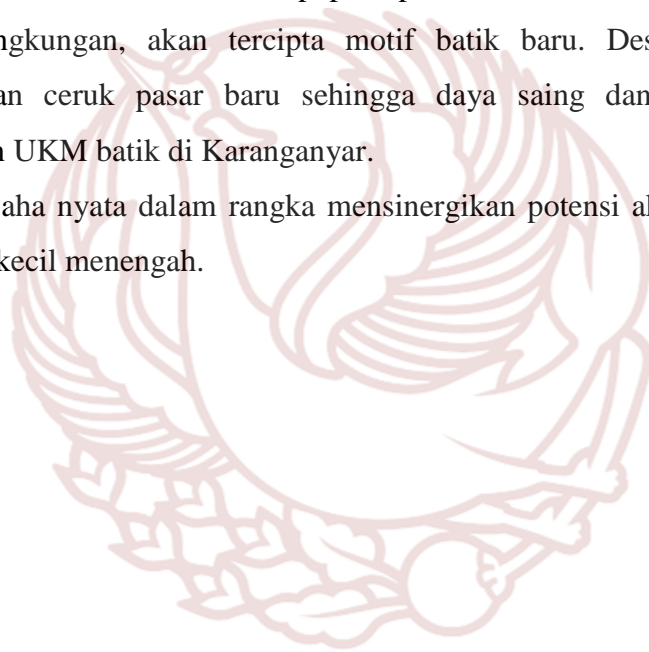 ngkungan, akan tercipta motif batik baru. Des
an ceruk pasar baru sehingga daya saing dan
n UKM batik di Karanganyar.
aha nyata dalam rangka mensinergikan potensi al
kecil menengah.